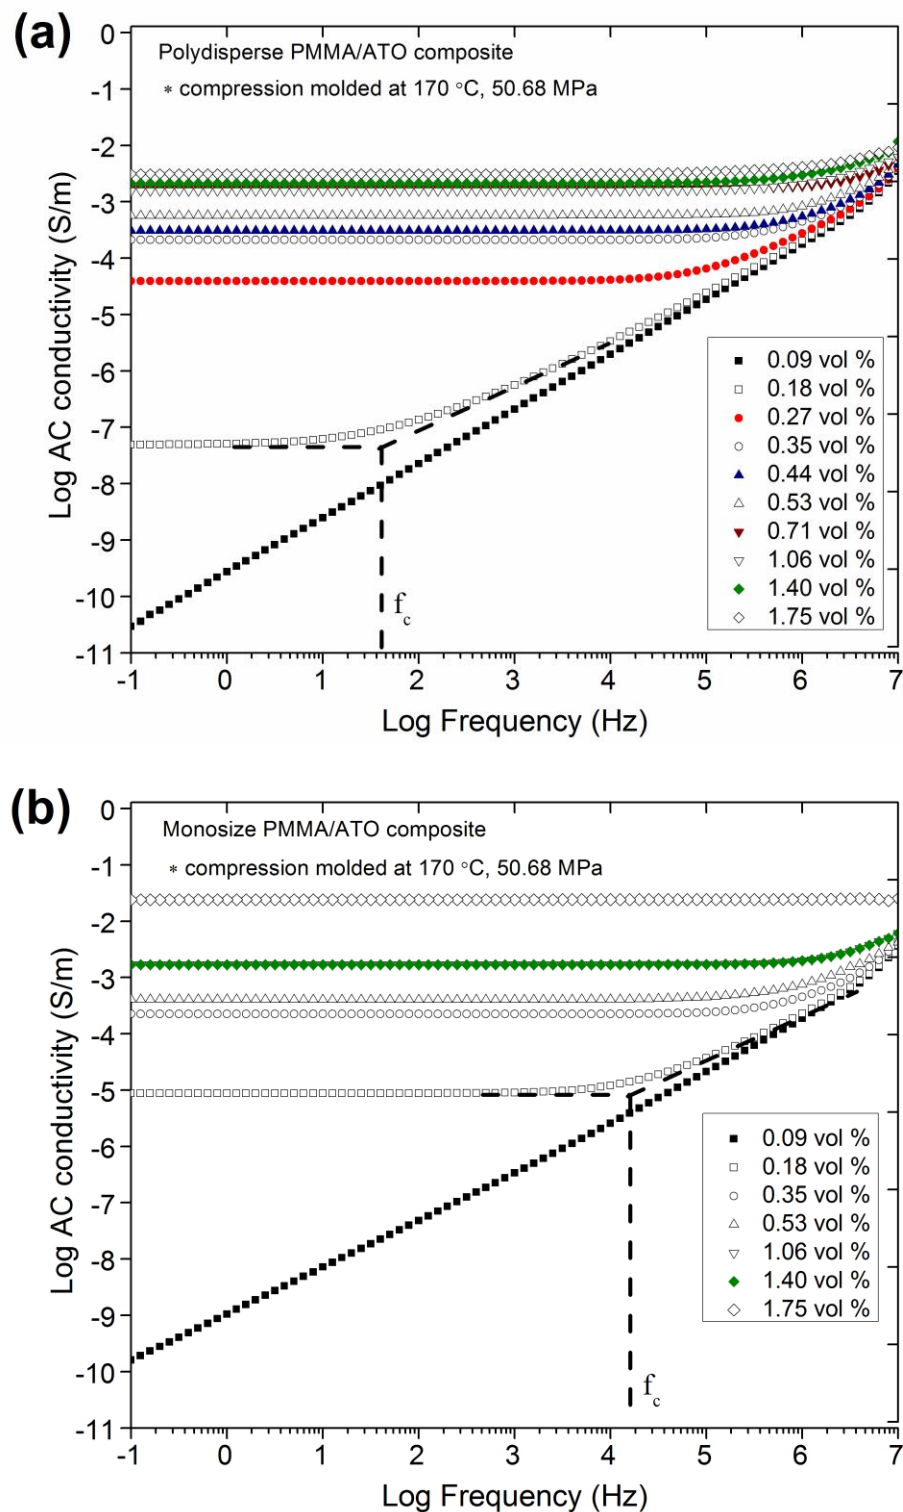 (a)
Polydisperse PMMA/ATO composite
* compression molded at 170 °C, 50.68 MPa
Log AC conductivity (S/m)
0
-1
-2
-3
-4
-5
-6
-7
-8
-9
-10
-11
0.09 vol %
0.18 vol %
0.27 vol %
0.35 vol %
0.44 vol %
0.53 vol %
0.71 vol %
1.06 vol %
1.40 vol %
1.75 vol %
f_c
-1 0 1 2 3 4 5 6 7
Log Frequency (Hz)
(b)
Monosize PMMA/ATO composite
* compression molded at 170 °C, 50.68 MPa
Log AC conductivity (S/m)
0
-1
-2
-3
-4
-5
-6
-7
-8
-9
-10
-11
0.09 vol %
0.18 vol %
0.35 vol %
0.53 vol %
1.06 vol %
1.40 vol %
1.75 vol %
f_c
-1 0 1 2 3 4 5 6 7
Log Frequency (Hz)